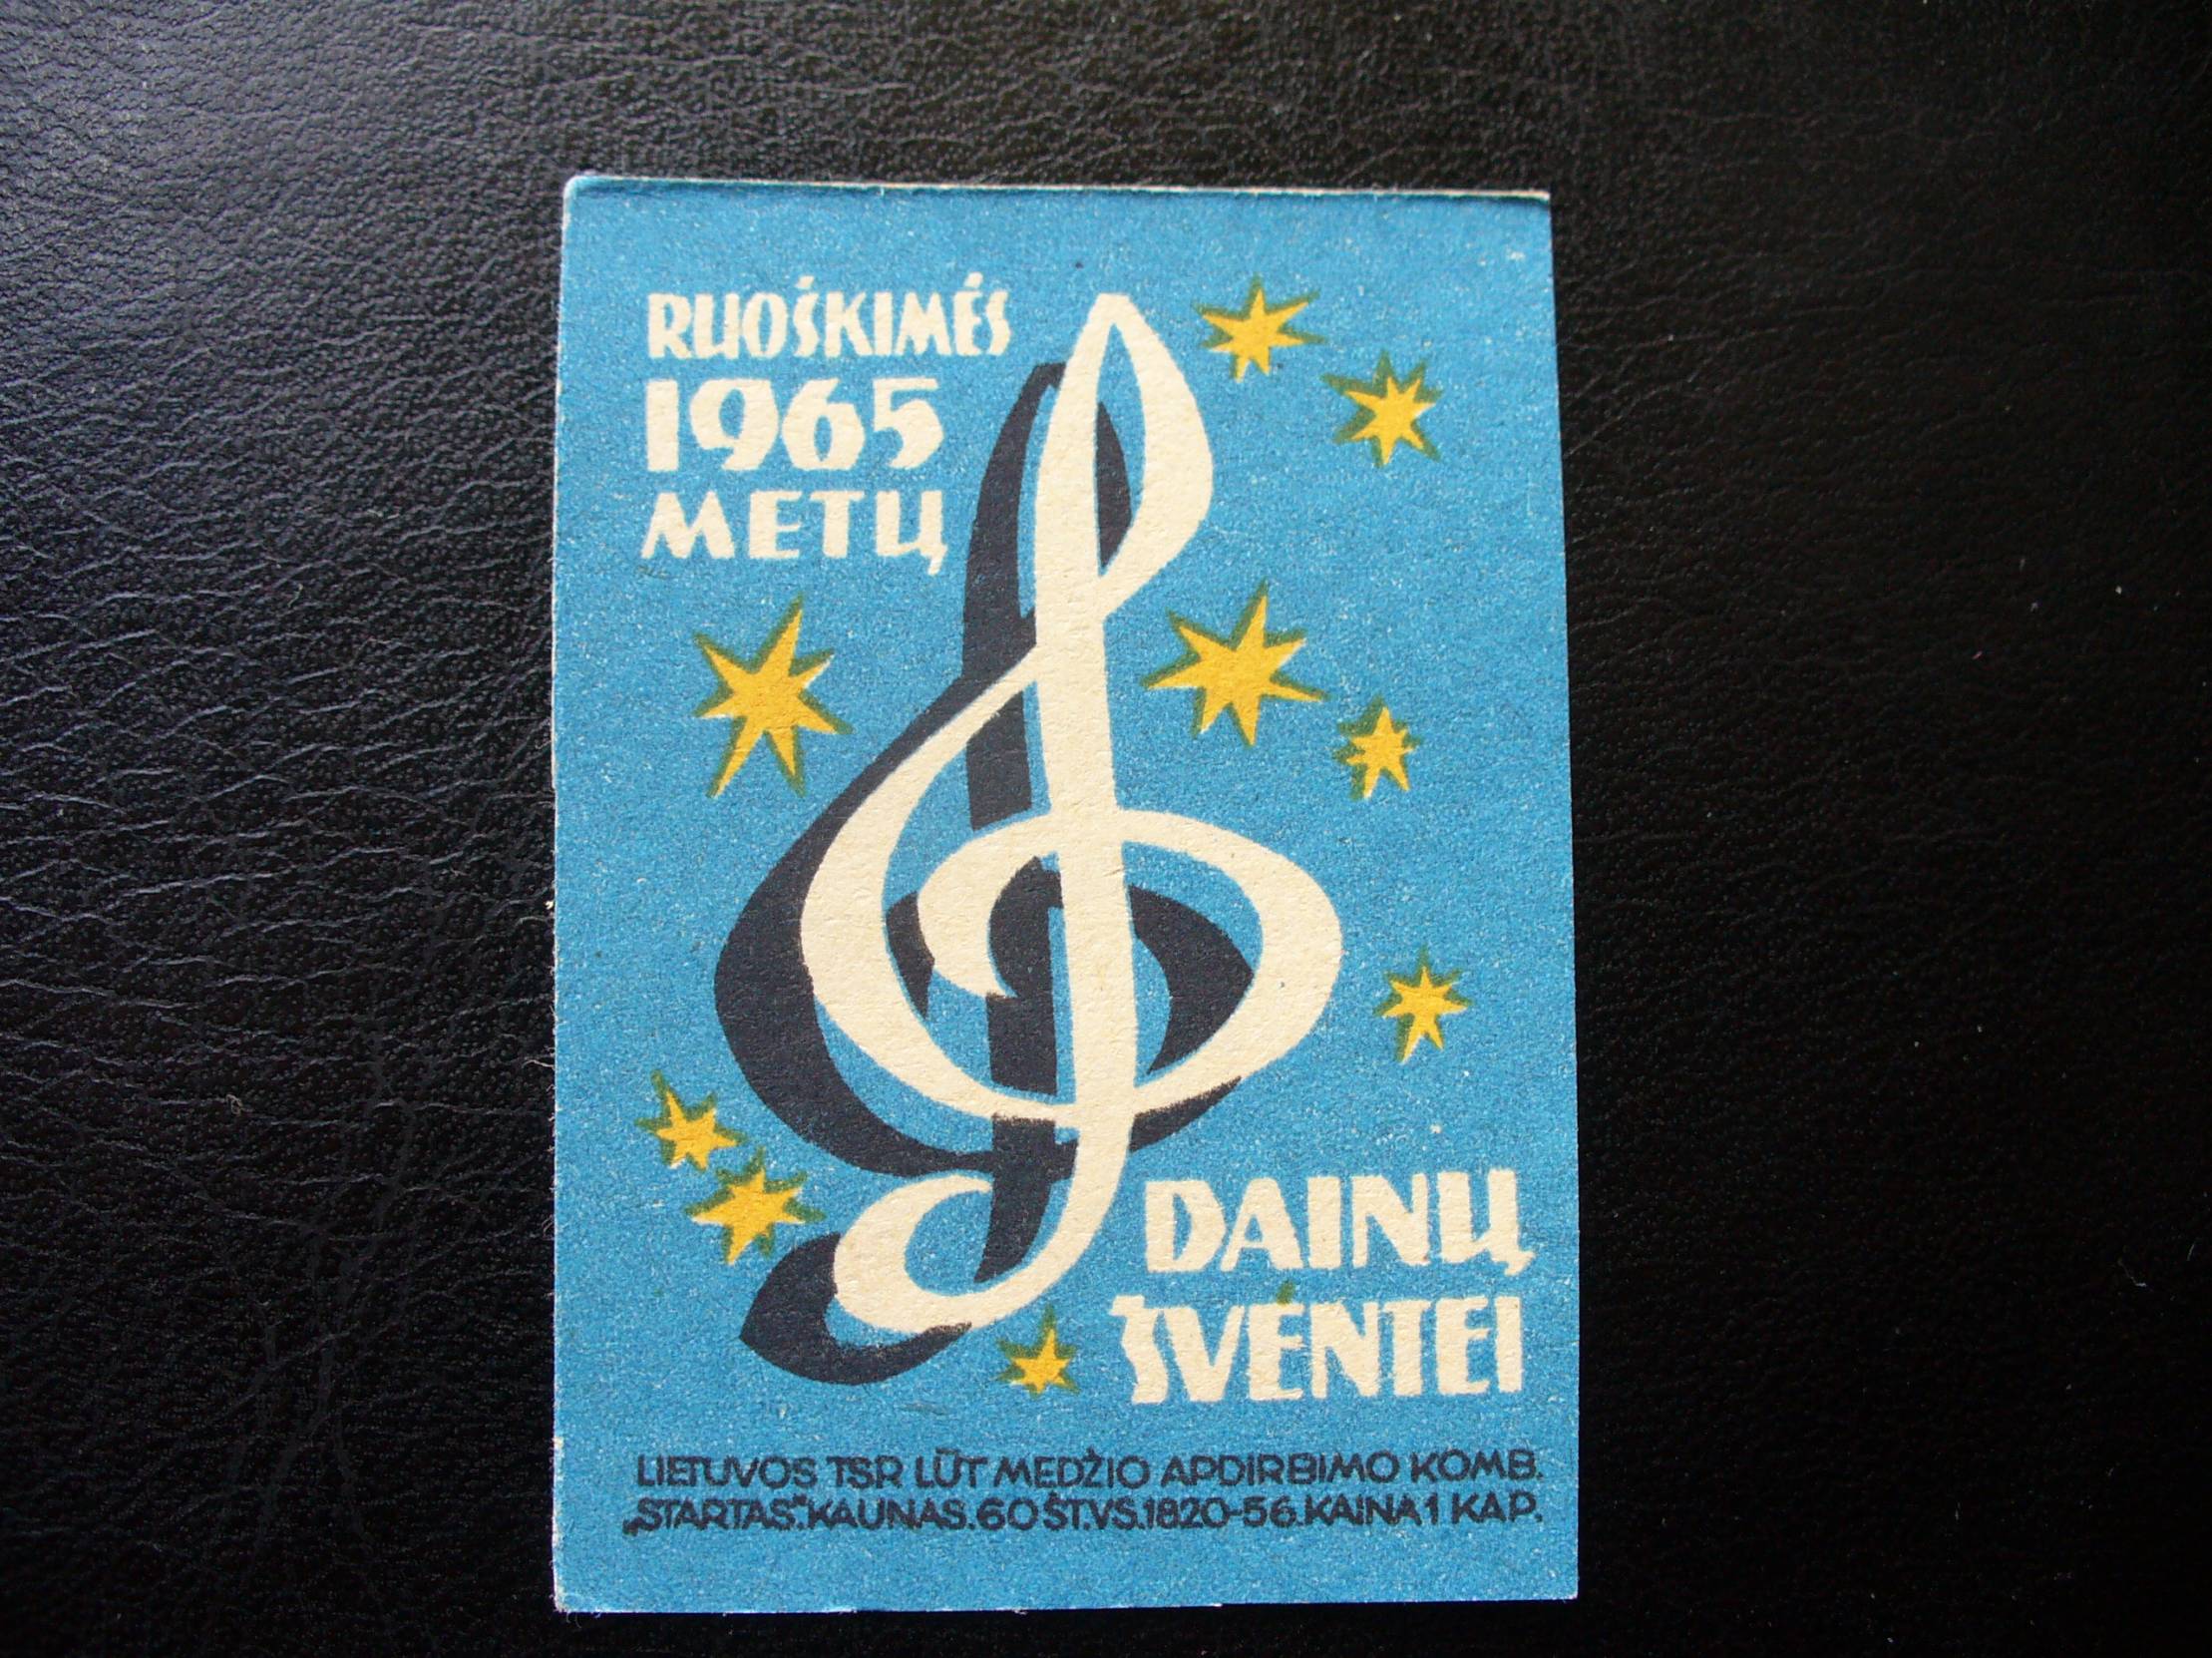 RUOŠKIMĖS
1965
METŲ
DAINŲ
ŠVENTEI
LIETUVOS TSR LŪT MEDŽIO APDIRBIMO KOMB.
„STARTAS“.KAUNAS.60 ŠT.VS.1820-56.KAINA 1 KAP.